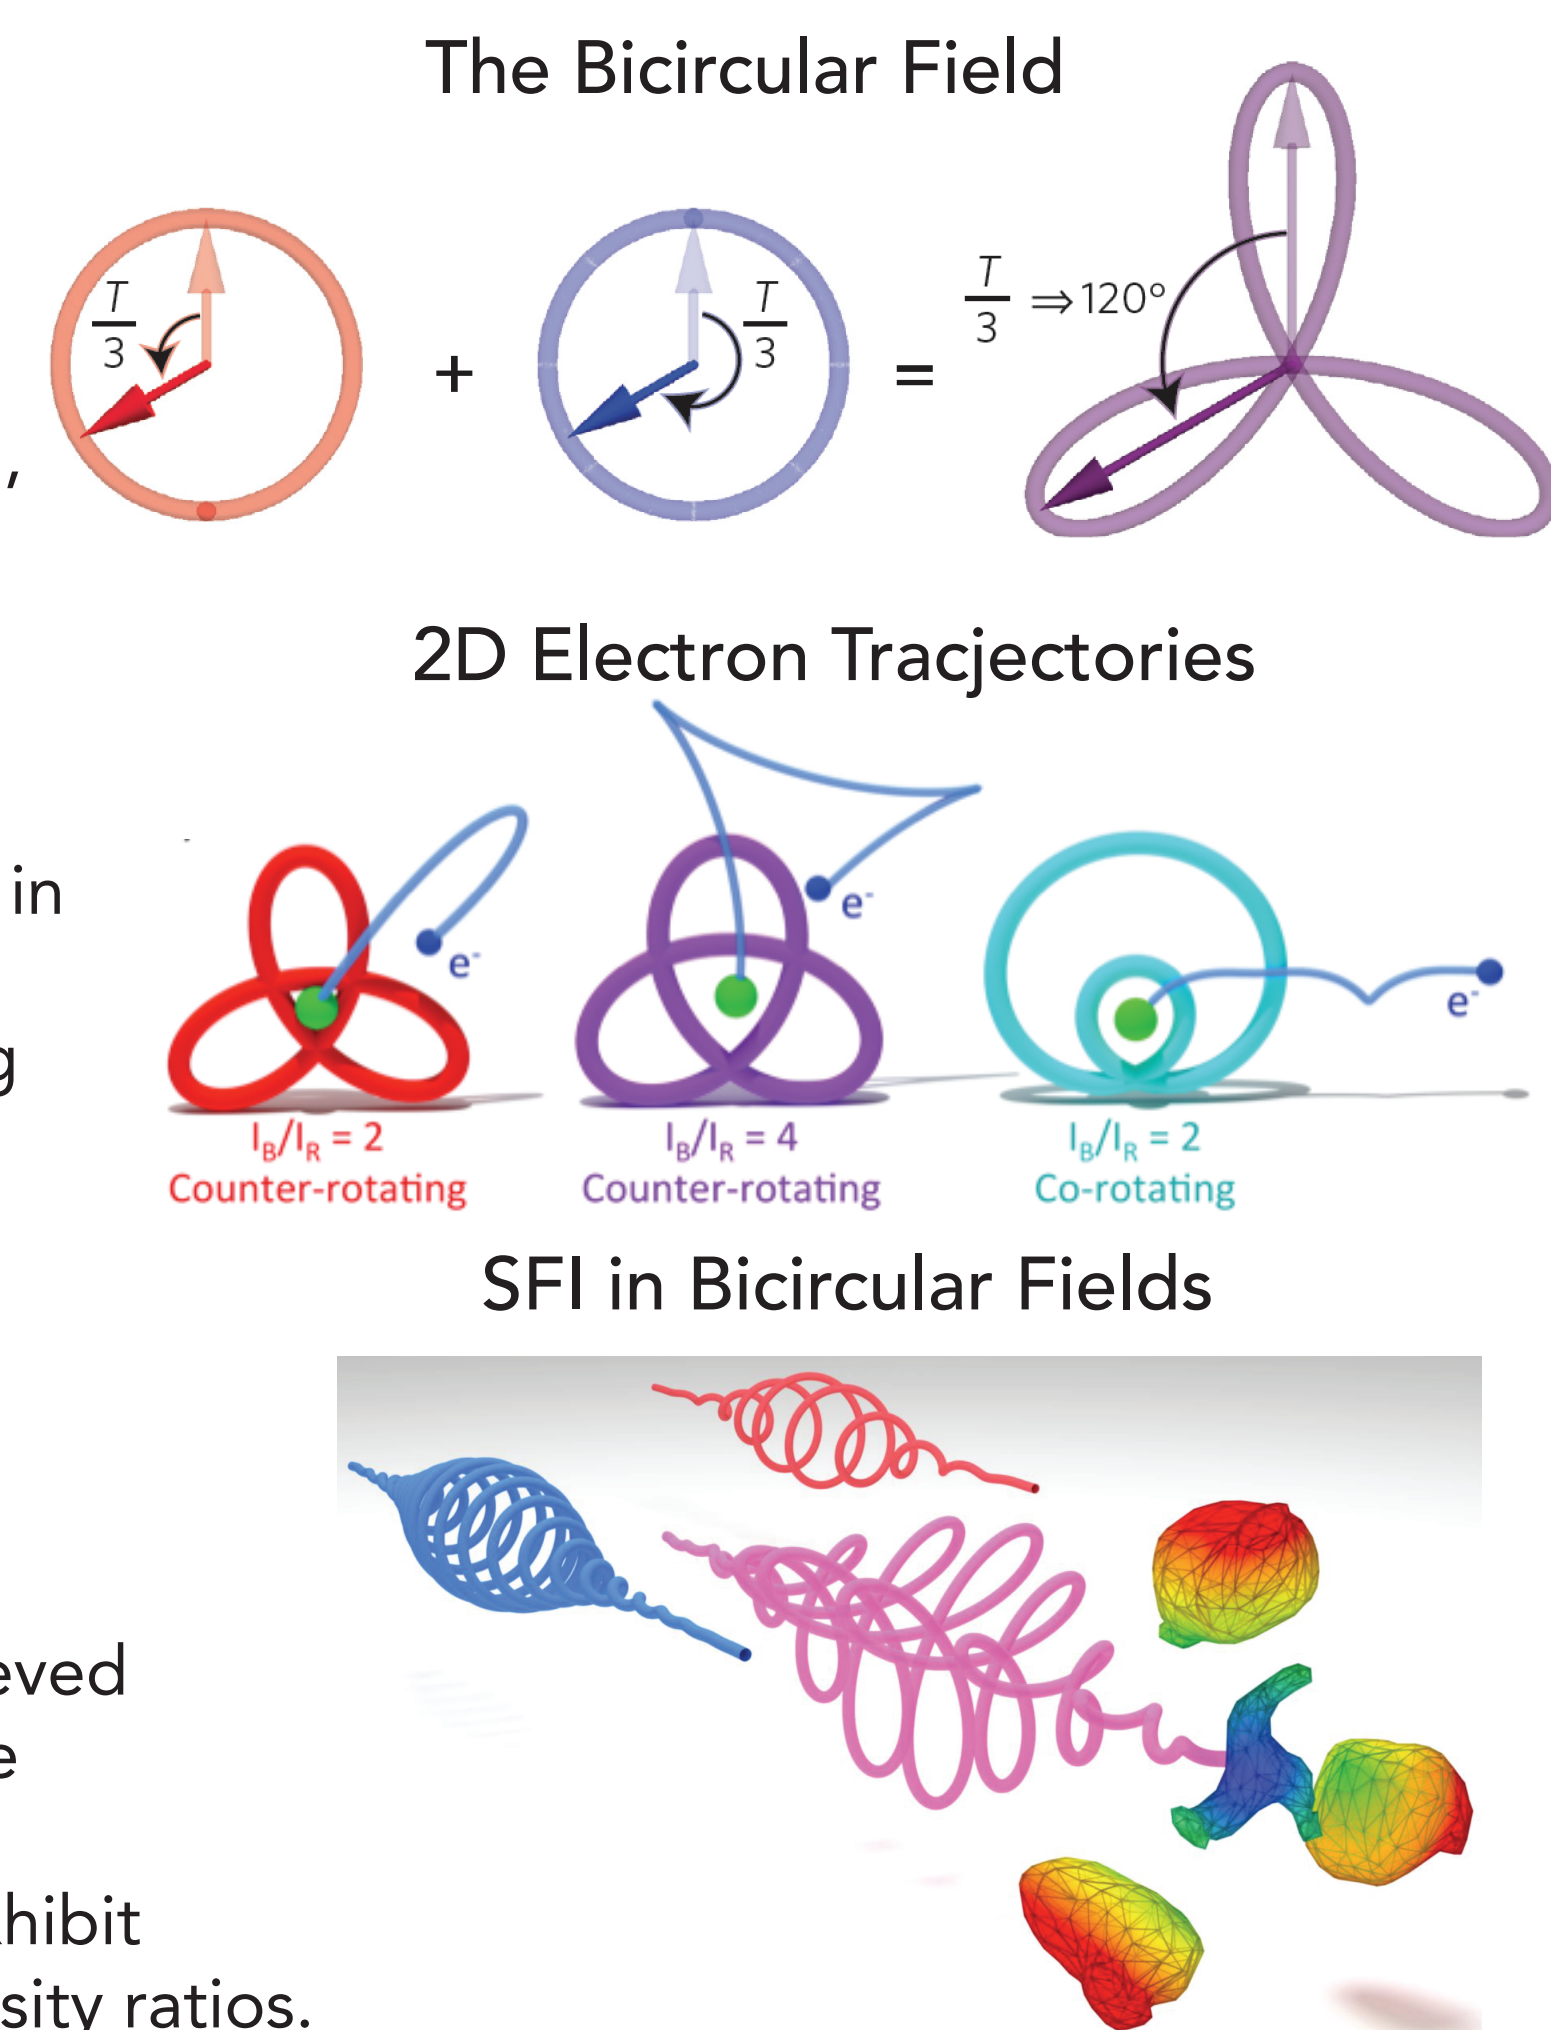 The Bicircular Field
T
3
+
T
3
=
T
3
⇒120°
,
2D Electron Tracjectories
in
g
e-
e-
e-
I_B/I_R = 2
Counter-rotating
I_B/I_R = 4
Counter-rotating
I_B/I_R = 2
Co-rotating
SFI in Bicircular Fields
eved
e
hibit
sity ratios.